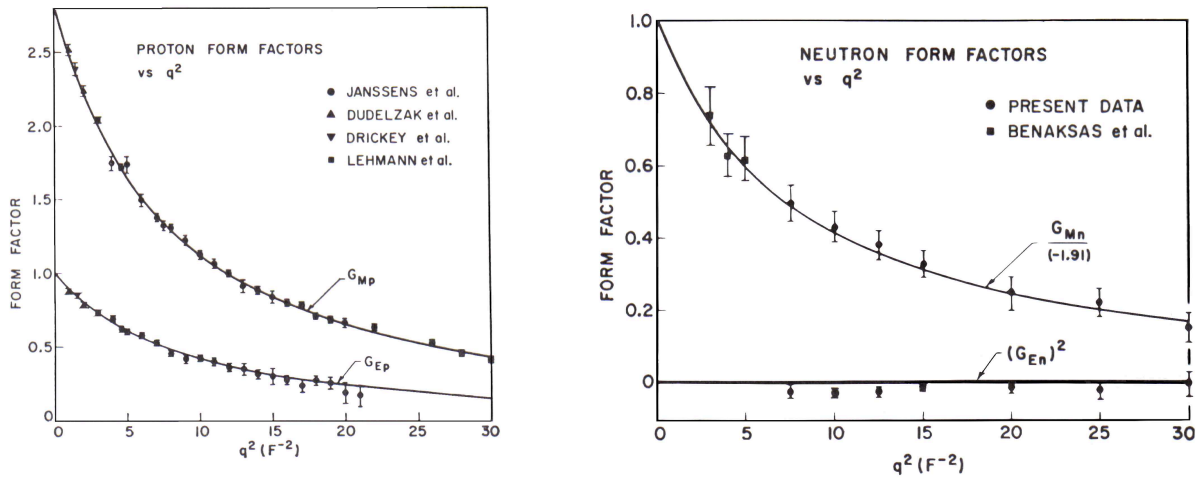 PROTON FORM FACTORS
vs q²
JANSSENS et al.
DUDELZAK et al.
DRICKEY et al.
LEHMANN et al.
FORM FACTOR
2.5
2.0
1.5
1.0
0.5
0
G_Mp
G_Ep
0 5 10 15 20 25 30
q² (F⁻²)
NEUTRON FORM FACTORS
vs q²
PRESENT DATA
BENAKSAS et al.
FORM FACTOR
1.0
0.8
0.6
0.4
0.2
0
G_Mn
(-1.91)
(G_En)²
0 5 10 15 20 25 30
q² (F⁻²)